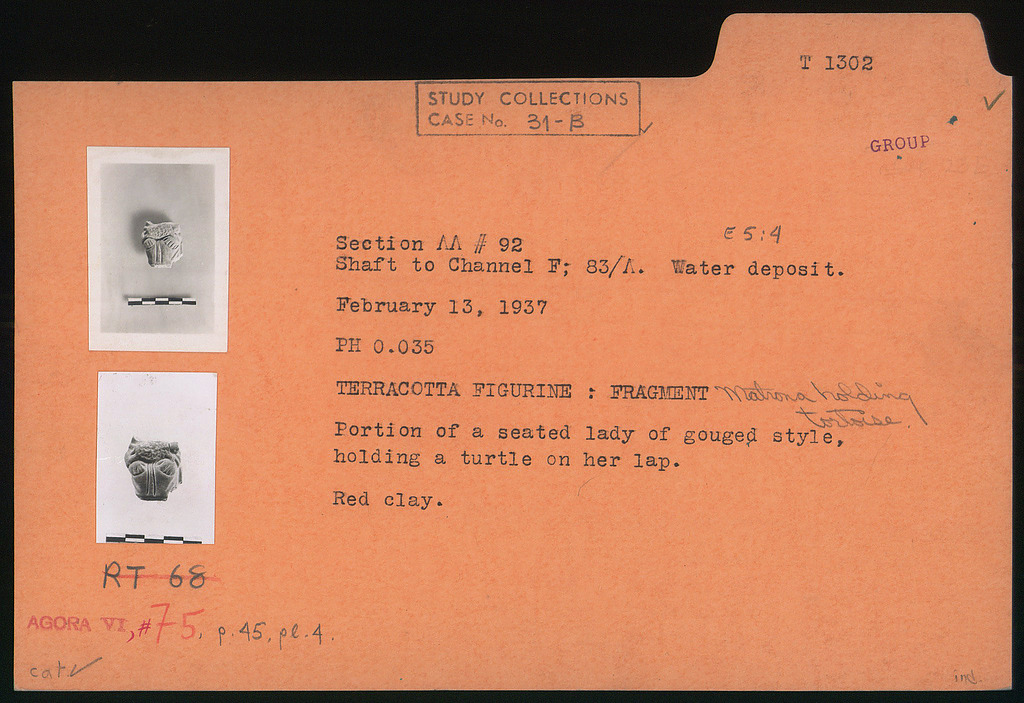 T 1302
STUDY COLLECTIONS
CASE No. 31-B
GROUP
E 5:4
Section ΛΛ # 92
Shaft to Channel F; 83/Λ. Water deposit.
February 13, 1937
PH 0.035
TERRACOTTA FIGURINE : FRAGMENT Matrona holding
tortoise.
Portion of a seated lady of gouged style,
holding a turtle on her lap.
Red clay.
RT 68
AGORA VI, #75, p.45, pl.4.
cat ✓
ind.